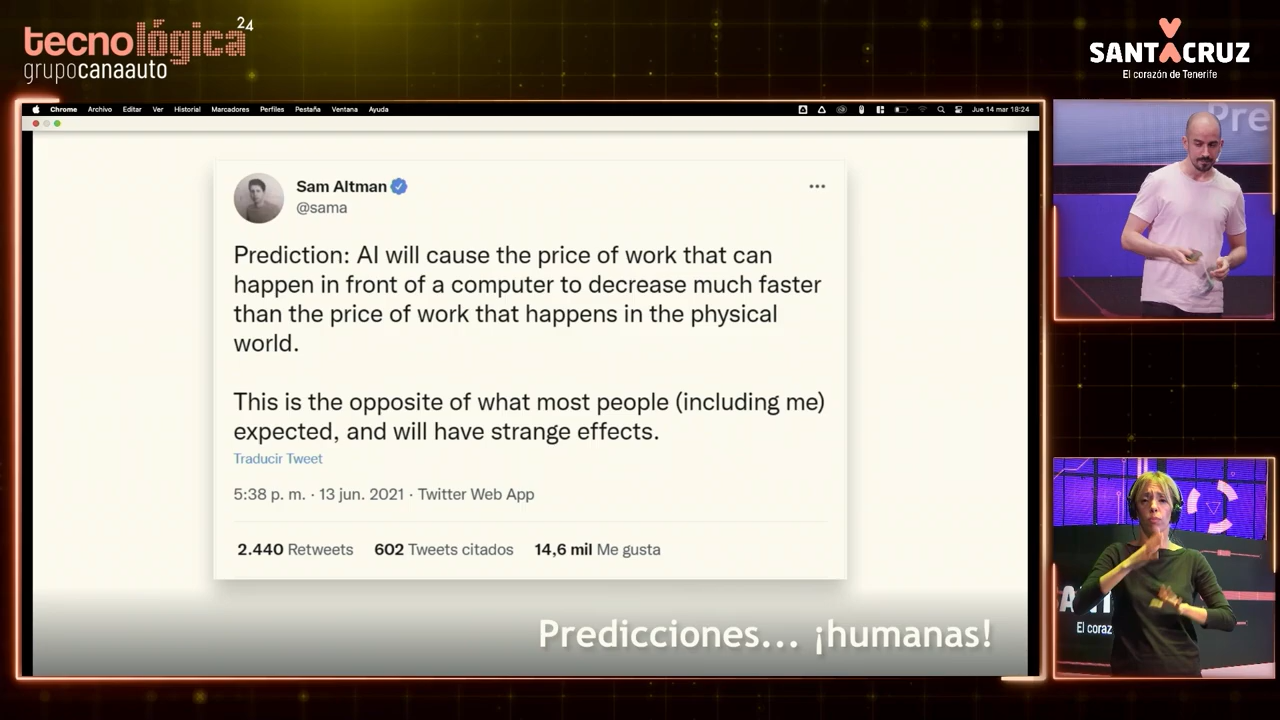 tecnológica24
grupocanaauto
SANTACRUZ
El corazón de Tenerife
Chrome Archivo Editar Ver Historial Marcadores Perfiles Pestaña Ventana Ayuda
Jue 14 mar 18:24
Sam Altman
@sama
Prediction: AI will cause the price of work that can
happen in front of a computer to decrease much faster
than the price of work that happens in the physical
world.
This is the opposite of what most people (including me)
expected, and will have strange effects.
Traducir Tweet
5:38 p. m. · 13 jun. 2021 · Twitter Web App
2.440 Retweets 602 Tweets citados 14,6 mil Me gusta
Predicciones... ¡humanas!
Pre
El coraz